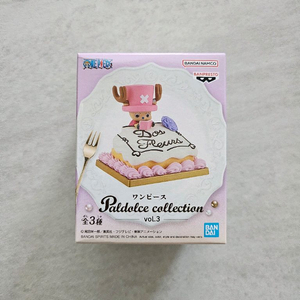 ONE PIECE
BANDAI NAMCO
BANPRESTO
Dos
Fleurs
ワンピース
Paldolce collection
vol.3
全3種
BANDAI